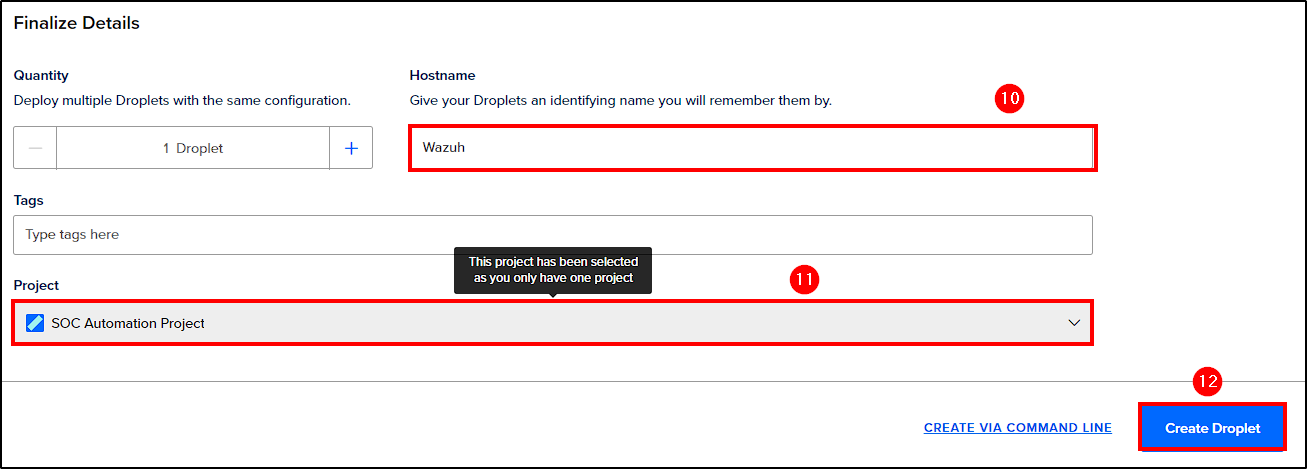 Finalize Details
Quantity
Deploy multiple Droplets with the same configuration.
1 Droplet
Hostname
Give your Droplets an identifying name you will remember them by.
10
Wazuh
Tags
Type tags here
This project has been selected
as you only have one project
Project
11
SOC Automation Project
12
CREATE VIA COMMAND LINE
Create Droplet